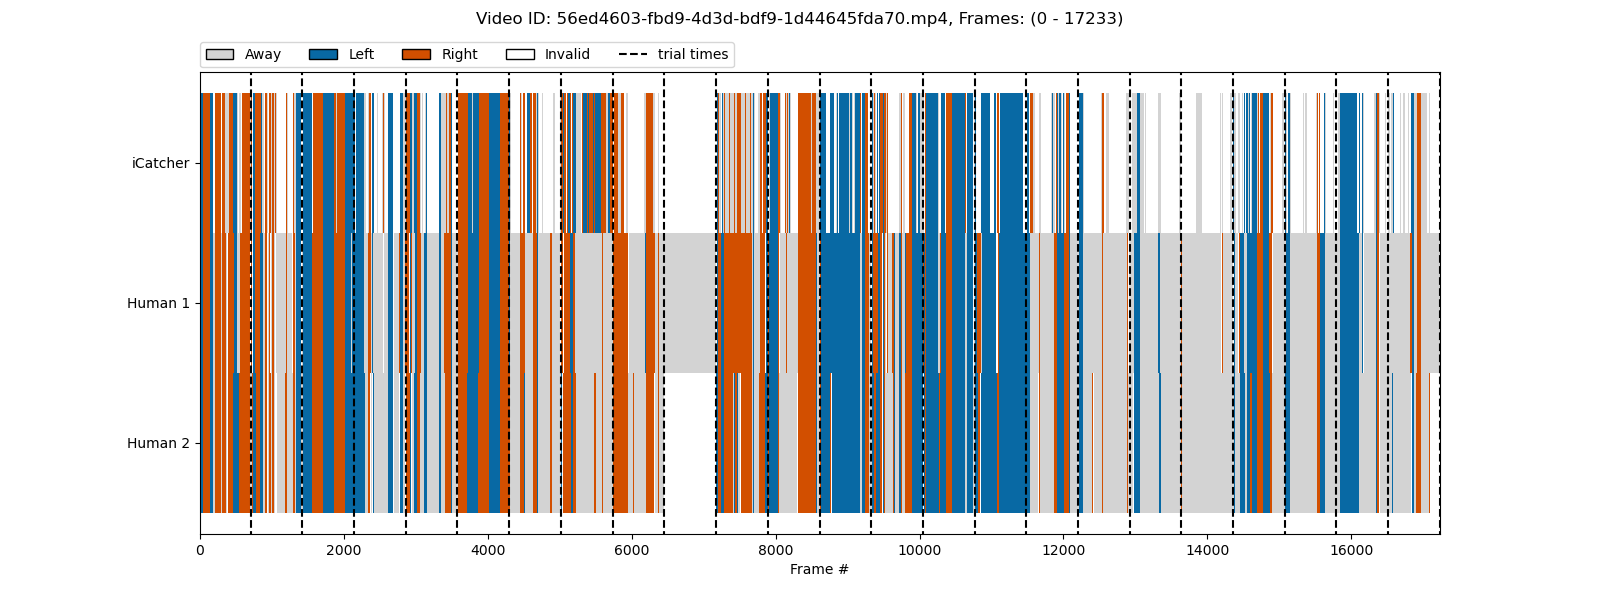 Video ID: 56ed4603-fbd9-4d3d-bdf9-1d44645fda70.mp4, Frames: (0 - 17233)
Away Left Right Invalid trial times
iCatcher
Human 1
Human 2
0 2000 4000 6000 8000 10000 12000 14000 16000
Frame #